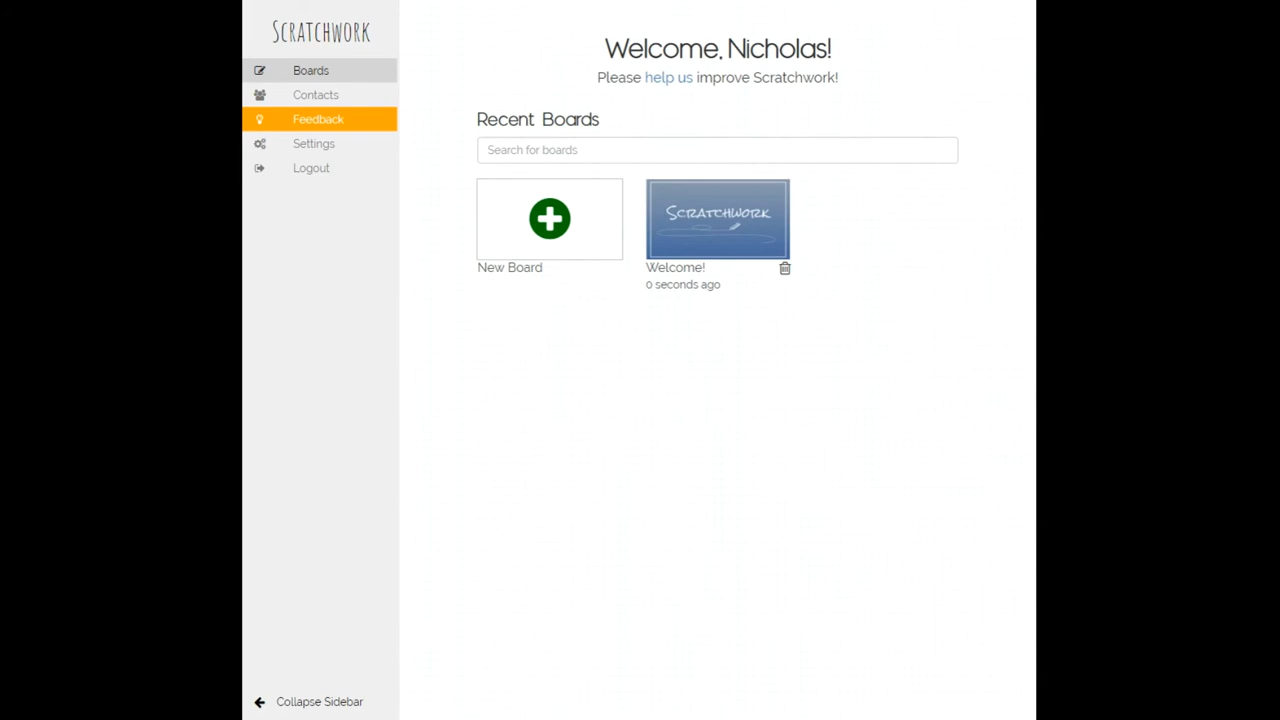 Scratchwork
Boards
Contacts
Feedback
Settings
Logout
Collapse Sidebar
Welcome, Nicholas!
Please help us improve Scratchwork!
Recent Boards
Search for boards
New Board
Scratchwork
Welcome!
0 seconds ago